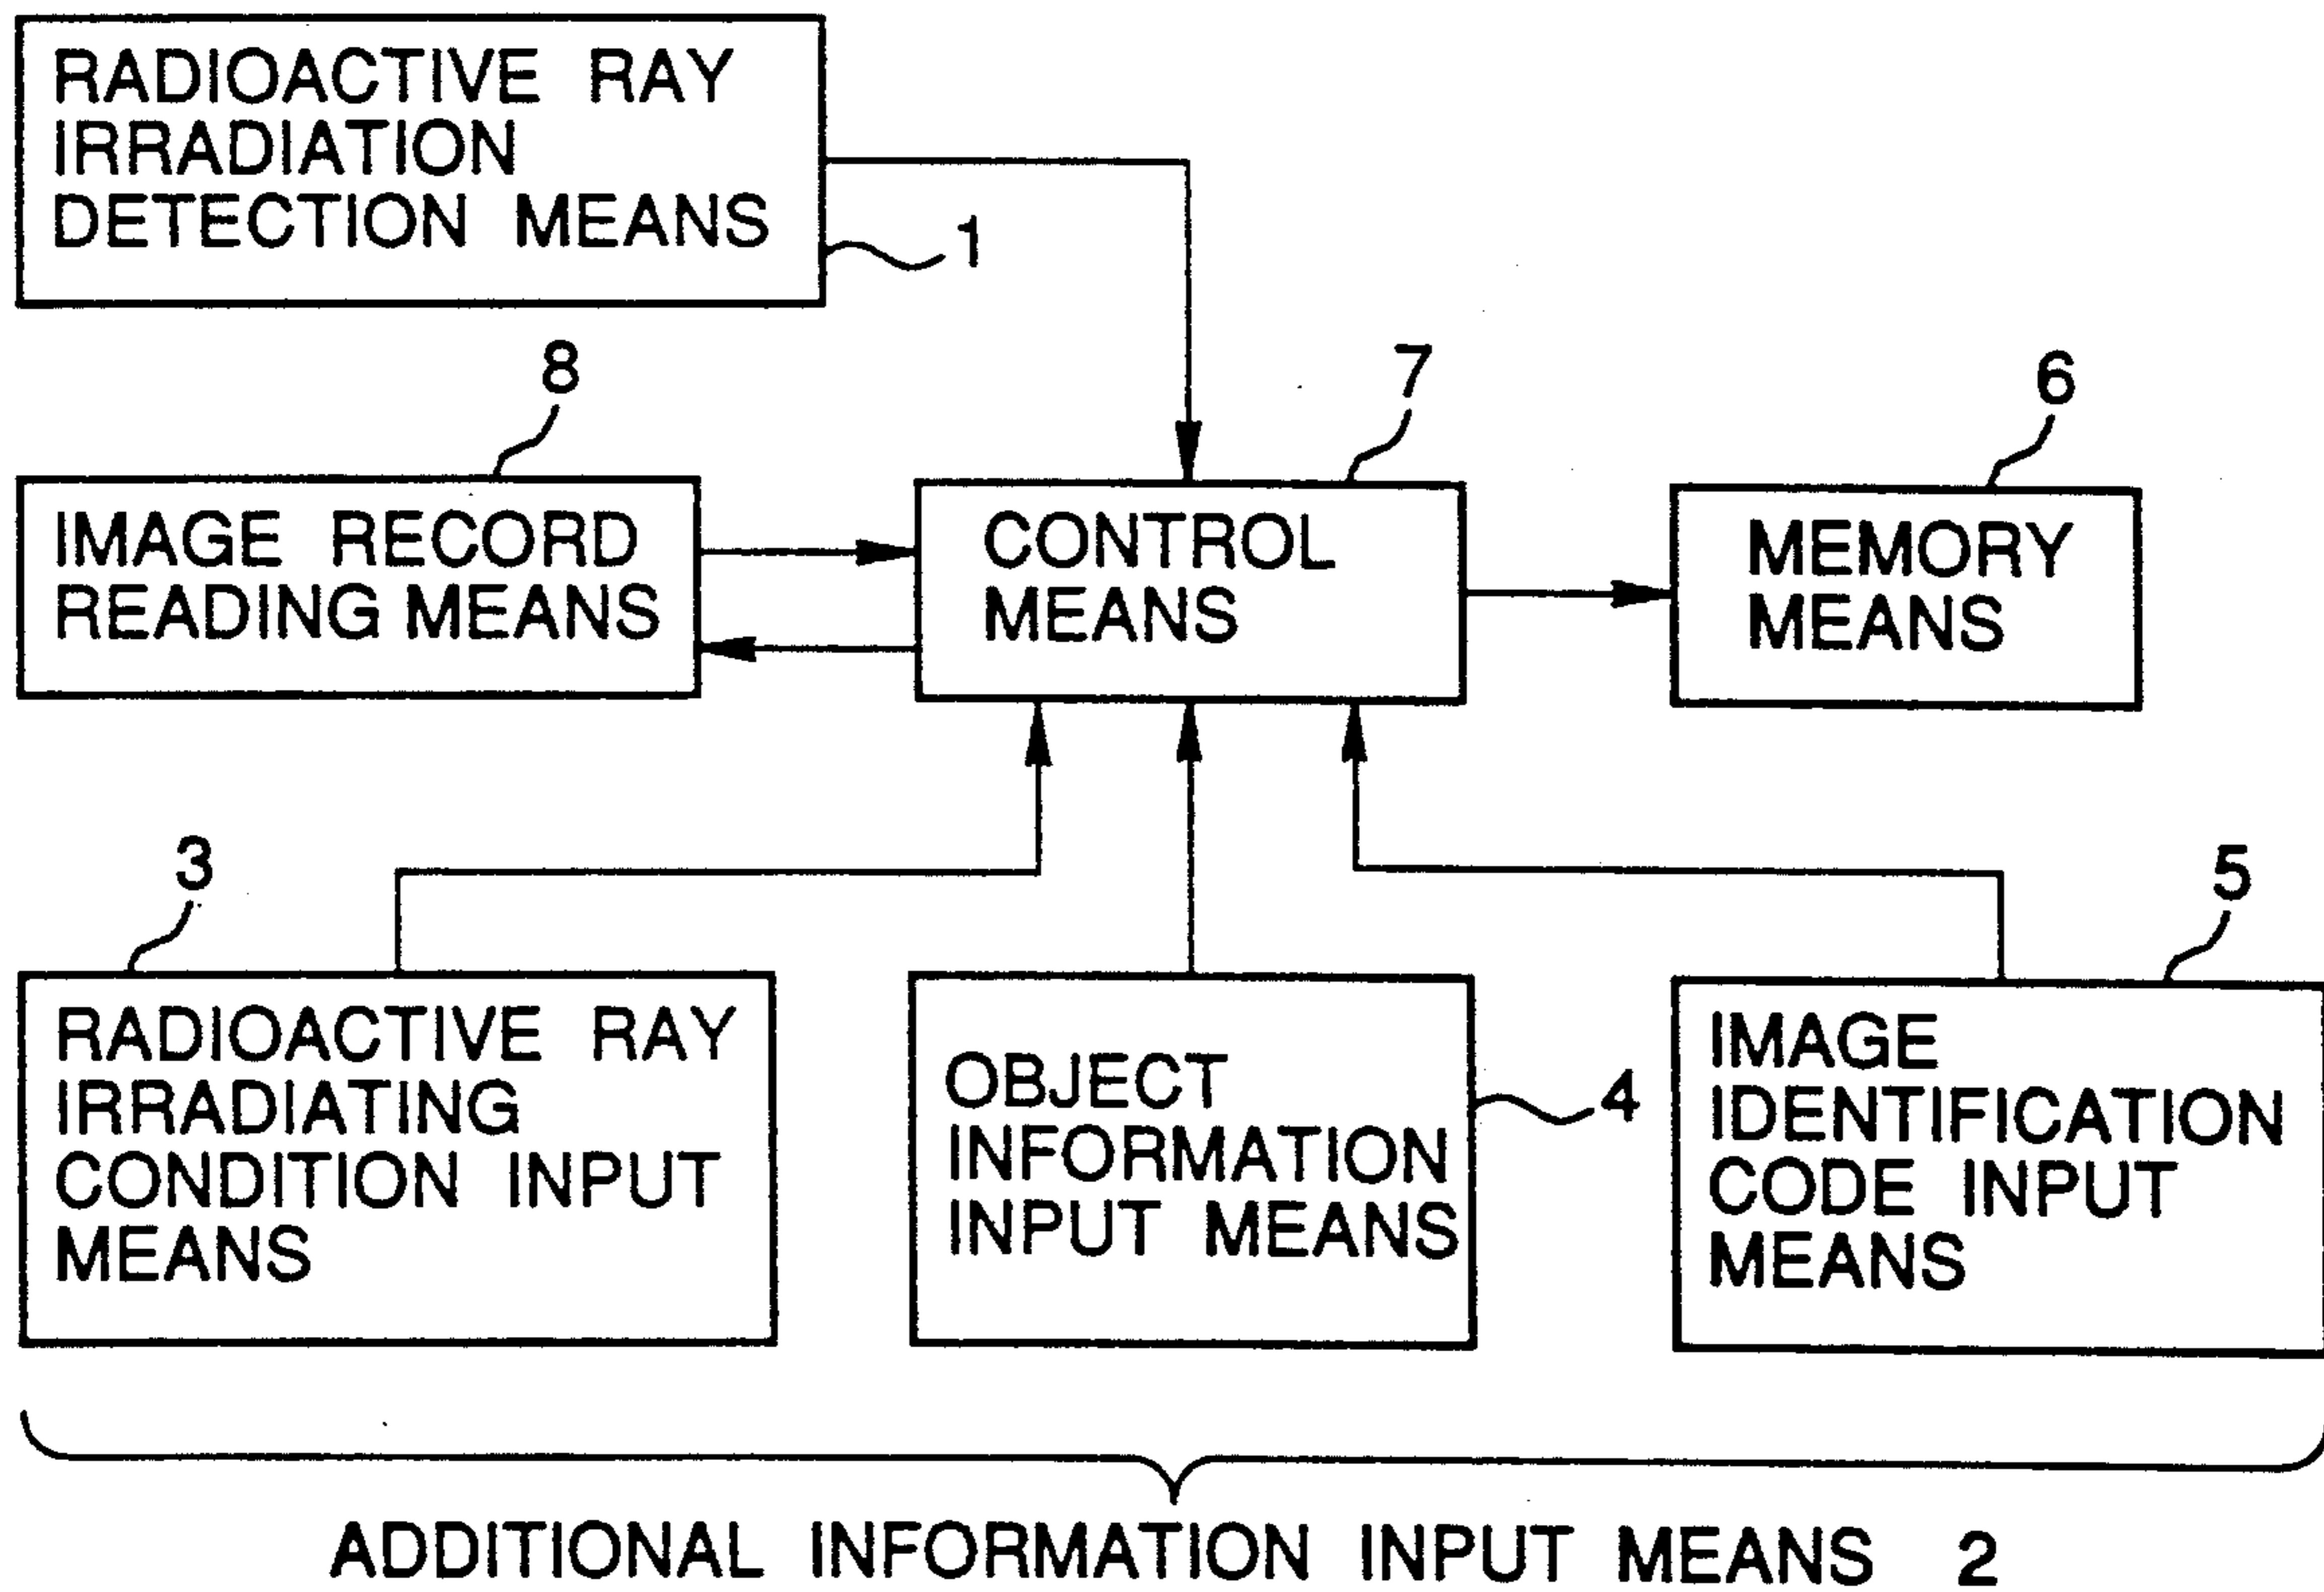 RADIOACTIVE RAY
IRRADIATION
DETECTION MEANS
1
8
7
6
IMAGE RECORD
READING MEANS
CONTROL
MEANS
MEMORY
MEANS
3
5
RADIOACTIVE RAY
IRRADIATING
CONDITION INPUT
MEANS
OBJECT
INFORMATION
INPUT MEANS
4
IMAGE
IDENTIFICATION
CODE INPUT
MEANS
ADDITIONAL INFORMATION INPUT MEANS 2